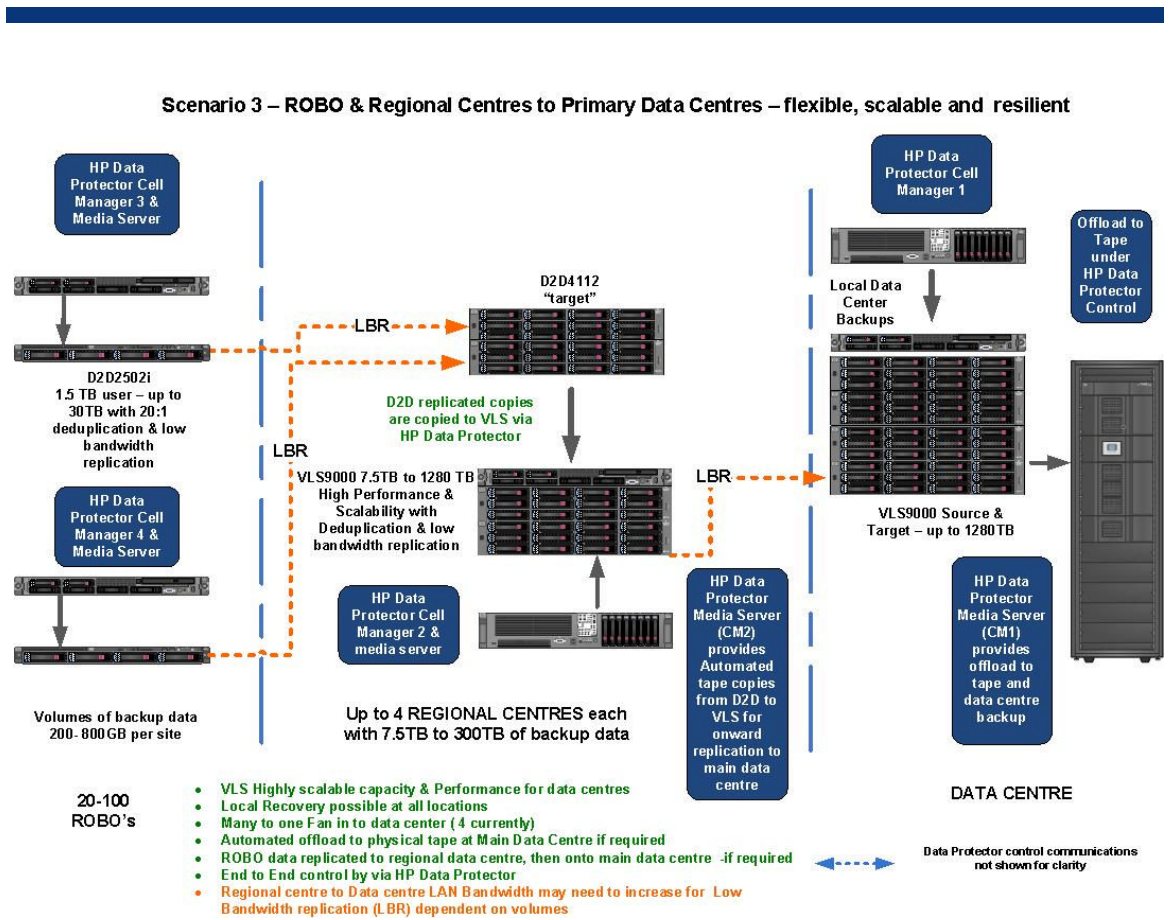 Scenario 3 – ROBO & Regional Centres to Primary Data Centres – flexible, scalable and resilient
HP Data
Protector Cell
Manager 3 &
Media Server
D2D2502i
1.5 TB user – up to
30TB with 20:1
deduplication & low
bandwidth
replication
HP Data
Protector Cell
Manager 4 &
Media Server
Volumes of backup data
200- 800GB per site
20-100
ROBO's
LBR
LBR
D2D4112
“target”
D2D replicated copies
are copied to VLS via
HP Data Protector
VLS9000 7.5TB to 1280 TB
High Performance &
Scalability with
Deduplication & low
bandwidth replication
HP Data
Protector Cell
Manager 2 &
media server
Up to 4 REGIONAL CENTRES each
with 7.5TB to 300TB of backup data
LBR
HP Data
Protector
Media Server
(CM2)
provides
Automated
tape copies
from D2D to
VLS for
onward
replication to
main data
centre
HP Data
Protector Cell
Manager 1
Local Data
Center
Backups
Offload to
Tape
under
HP Data
Protector
Control
VLS9000 Source &
Target – up to 1280TB
HP Data
Protector
Media Server
(CM1)
provides
offload to
tape and
data centre
backup
DATA CENTRE
• VLS Highly scalable capacity & Performance for data centres
• Local Recovery possible at all locations
• Many to one Fan in to data center ( 4 currently)
• Automated offload to physical tape at Main Data Centre if required
• ROBO data replicated to regional data centre, then onto main data centre -if required
• End to End control by via HP Data Protector
• Regional centre to Data centre LAN Bandwidth may need to increase for Low
Bandwidth replication (LBR) dependent on volumes
Data Protector control communications
not shown for clarity